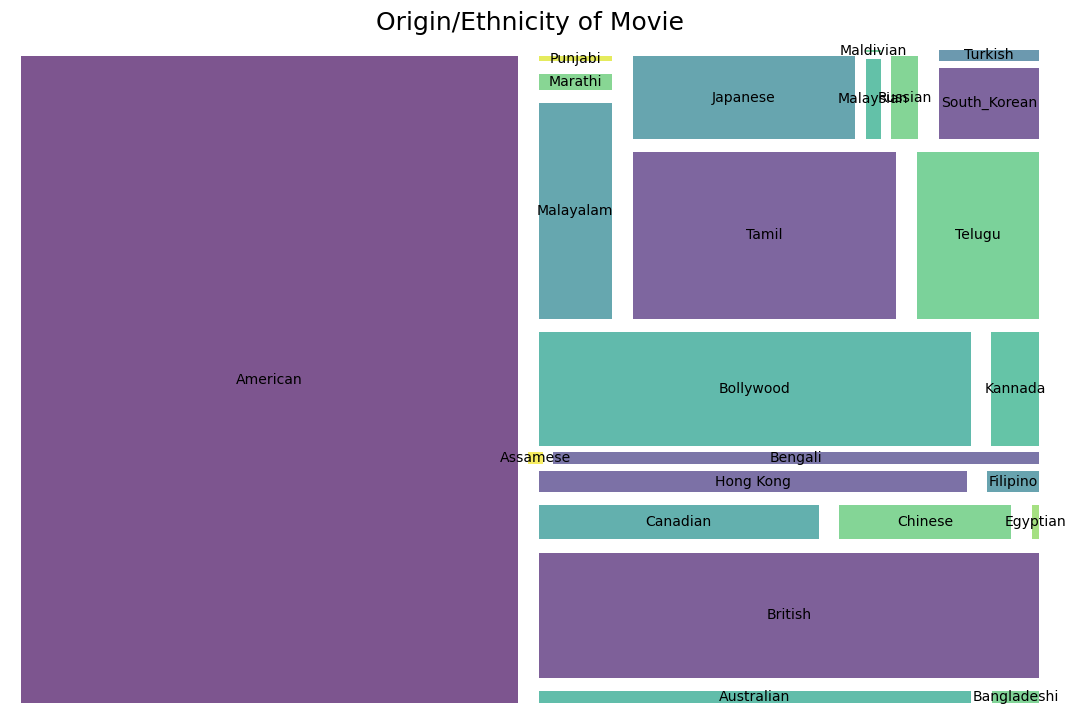 Origin/Ethnicity of Movie
Maldivian
Turkish
Punjabi
Marathi
Japanese
Malaysian
Russian
South_Korean
Malayalam
Tamil
Telugu
American
Bollywood
Kannada
Assamese
Bengali
Hong Kong
Filipino
Canadian
Chinese
Egyptian
British
Australian
Bangladeshi